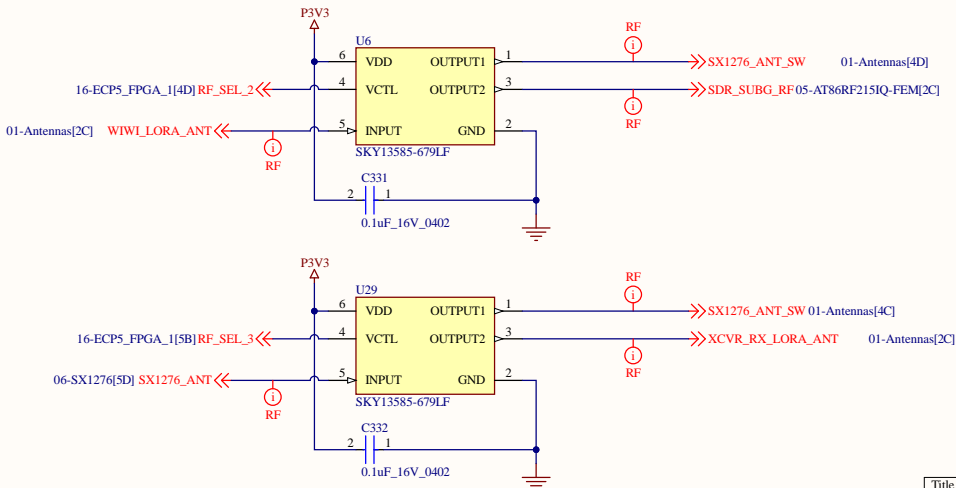 P3V3
RF
U6
6 VDD OUTPUT1 1 SX1276_ANT_SW 01-Antennas[4D]
16-ECP5_FPGA_1[4D] RF_SEL_2 4 VCTL OUTPUT2 3 SDR_SUBG_RF 05-AT86RF215IQ-FEM[2C]
RF
01-Antennas[2C] WIWI_LORA_ANT 5 INPUT GND 2
i
RF
SKY13585-679LF
C331
2 1
0.1uF_16V_0402
P3V3
RF
i
U29
6 VDD OUTPUT1 1 SX1276_ANT_SW 01-Antennas[4C]
16-ECP5_FPGA_1[5B] RF_SEL_3 4 VCTL OUTPUT2 3 XCVR_RX_LORA_ANT 01-Antennas[2C]
i
RF
06-SX1276[5D] SX1276_ANT 5 INPUT GND 2
i
RF
SKY13585-679LF
C332
2 1
0.1uF_16V_0402
Title